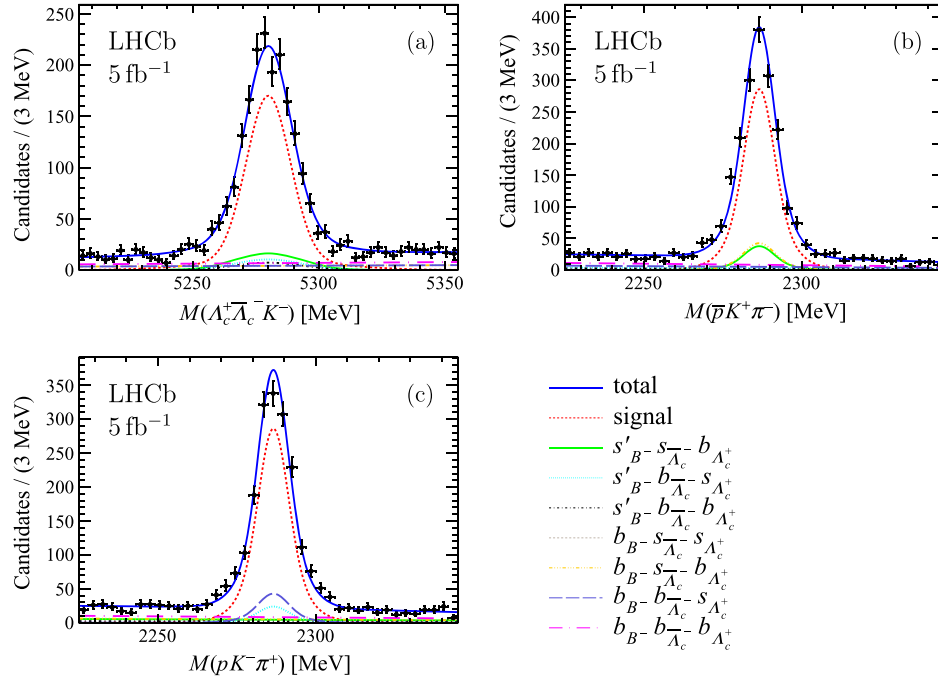 LHCb
5 fb⁻¹
(a)
Candidates / (3 MeV)
250
200
150
100
50
0
5250
5300
5350
M(Λc⁺Λ̅c⁻K⁻) [MeV]
LHCb
5 fb⁻¹
(b)
Candidates / (3 MeV)
400
350
300
250
200
150
100
50
0
2250
2300
M(p̅K⁺π⁻) [MeV]
LHCb
5 fb⁻¹
(c)
Candidates / (3 MeV)
350
300
250
200
150
100
50
0
2250
2300
M(pK⁻π⁺) [MeV]
total
signal
s′B⁻ sΛ̅c⁻ bΛc⁺
s′B⁻ bΛ̅c⁻ sΛc⁺
s′B⁻ bΛ̅c⁻ bΛc⁺
bB⁻ sΛ̅c⁻ sΛc⁺
bB⁻ sΛ̅c⁻ bΛc⁺
bB⁻ bΛ̅c⁻ sΛc⁺
bB⁻ bΛ̅c⁻ bΛc⁺